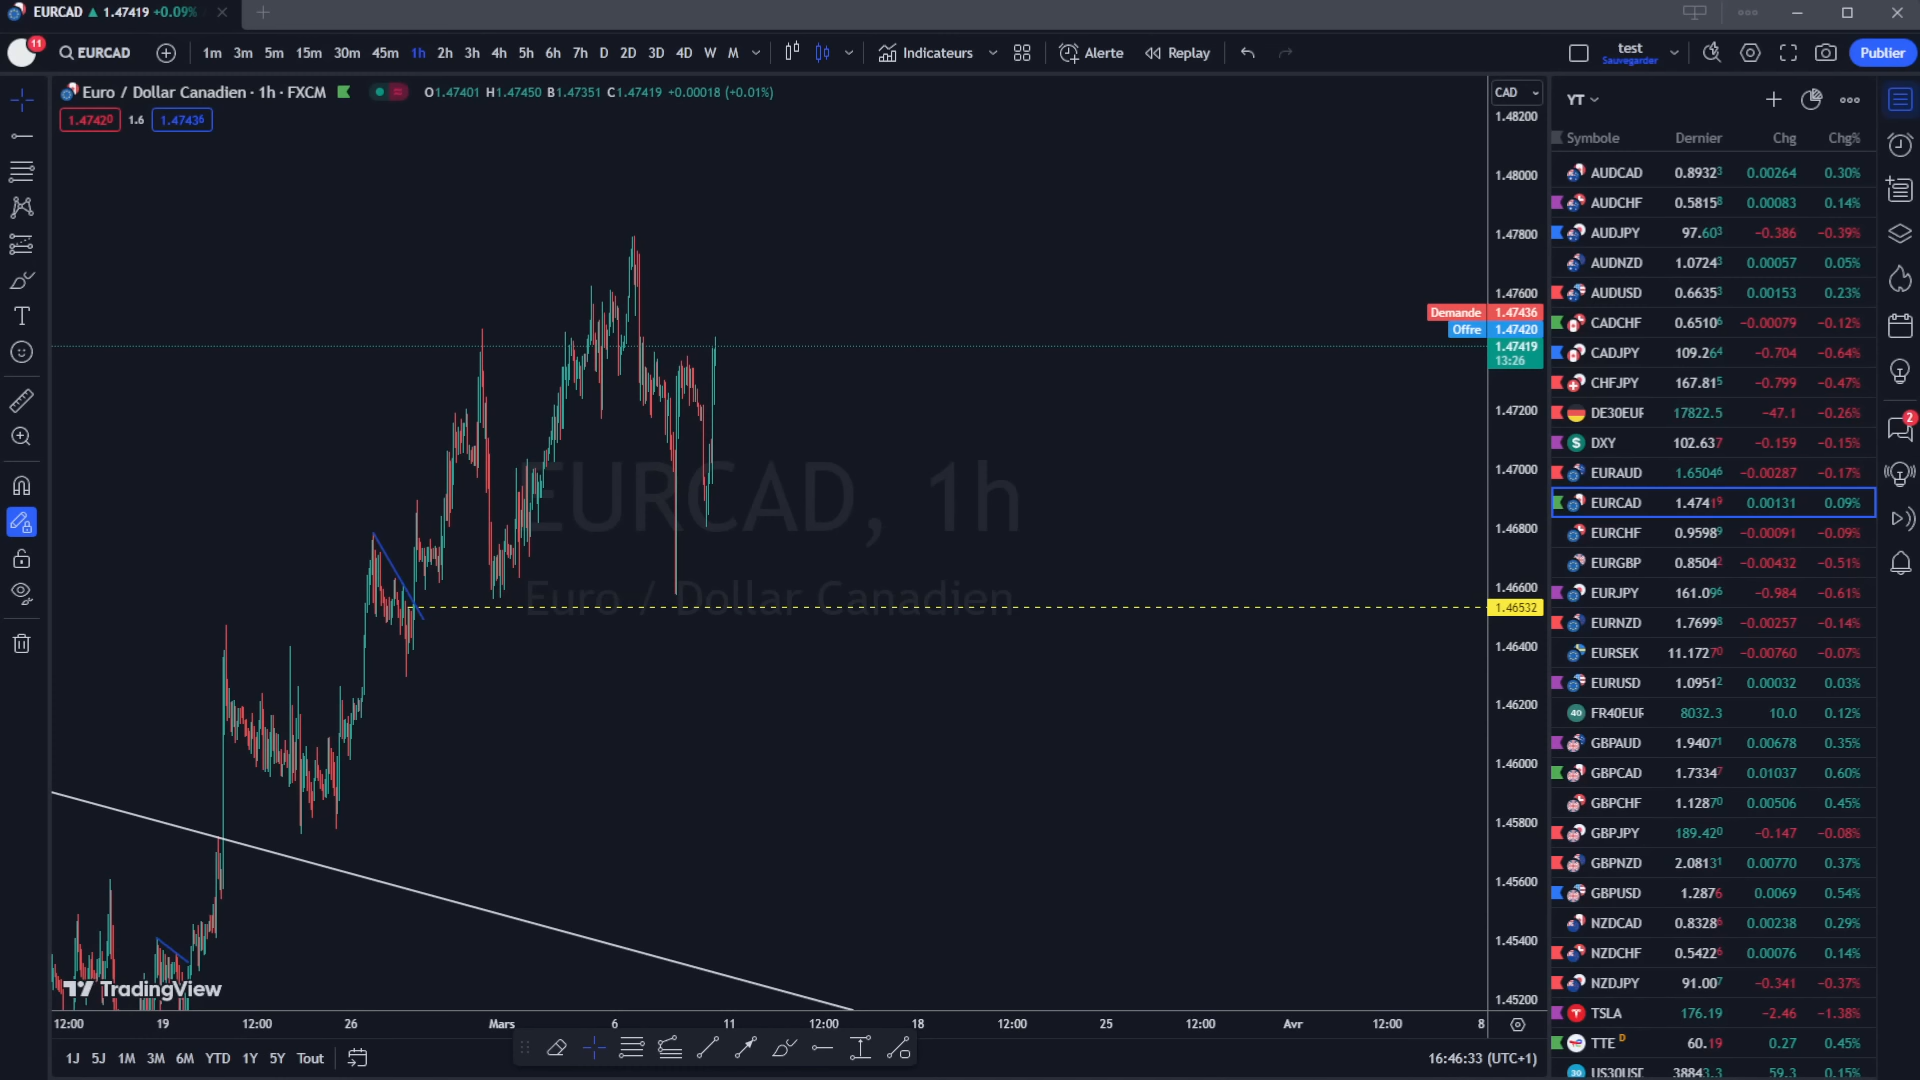 EURCAD ▲ 1.47419 +0.09%
11 EURCAD 1m 3m 5m 15m 30m 45m 1h 2h 3h 4h 5h 6h 7h D 2D 3D 4D W M Indicateurs Alerte Replay test Sauvegarder Publier
Euro / Dollar Canadien · 1h · FXCM O1.47401 H1.47450 B1.47351 C1.47419 +0.00018 (+0.01%)
1.47420 1.6 1.47436
CAD
1.48200
1.48000
1.47800
1.47600
Demande 1.47436
Offre 1.47420
1.47419
13:26
1.47200
1.47000
1.46800
1.46600
1.46532
1.46400
1.46200
1.46000
1.45800
1.45600
1.45400
1.45200
EURCAD, 1h
Euro / Dollar Canadien
TradingView
12:00 19 12:00 26 Mars 6 11 12:00 18 12:00 25 12:00 Avr 12:00 8
1J 5J 1M 3M 6M YTD 1Y 5Y Tout
16:46:33 (UTC+1)
YT
Symbole Dernier Chg Chg%
AUDCAD 0.89323 0.00264 0.30%
AUDCHF 0.58158 0.00083 0.14%
AUDJPY 97.603 −0.386 −0.39%
AUDNZD 1.07243 0.00057 0.05%
AUDUSD 0.66353 0.00153 0.23%
CADCHF 0.65106 −0.00079 −0.12%
CADJPY 109.264 −0.704 −0.64%
CHFJPY 167.815 −0.799 −0.47%
DE30EUR 17822.5 −47.1 −0.26%
DXY 102.637 −0.159 −0.15%
EURAUD 1.65046 −0.00287 −0.17%
EURCAD 1.47419 0.00131 0.09%
EURCHF 0.95989 −0.00091 −0.09%
EURGBP 0.85042 −0.00432 −0.51%
EURJPY 161.096 −0.984 −0.61%
EURNZD 1.76998 −0.00257 −0.14%
EURSEK 11.17270 −0.00760 −0.07%
EURUSD 1.09512 0.00032 0.03%
40 FR40EUR 8032.3 10.0 0.12%
GBPAUD 1.94071 0.00678 0.35%
GBPCAD 1.73347 0.01037 0.60%
GBPCHF 1.12870 0.00506 0.45%
GBPJPY 189.420 −0.147 −0.08%
GBPNZD 2.08131 0.00770 0.37%
GBPUSD 1.2876 0.0069 0.54%
NZDCAD 0.83286 0.00238 0.29%
NZDCHF 0.54226 0.00076 0.14%
NZDJPY 91.007 −0.341 −0.37%
TSLA 176.19 −2.46 −1.38%
TTE D 60.19 0.27 0.45%
30 US30USD 38843.3 59.3 0.15%
2